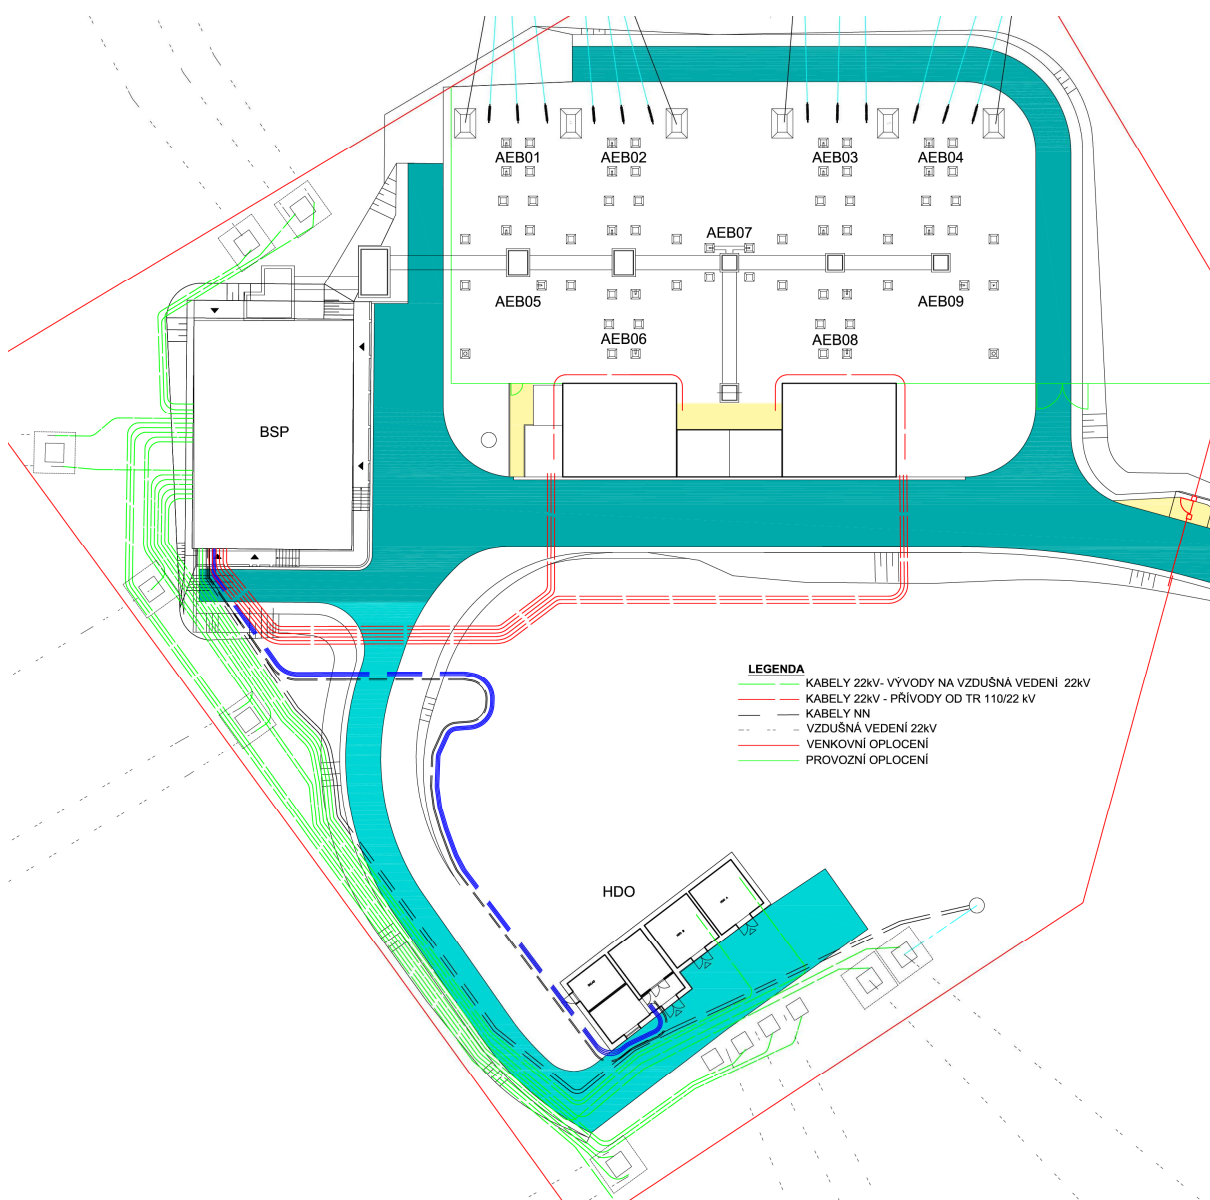 AEB01
AEB02
AEB03
AEB04
AEB07
AEB05
AEB09
AEB06
AEB08
BSP
LEGENDA
KABELY 22kV- VÝVODY NA VZDUŠNÁ VEDENÍ 22kV
KABELY 22kV - PŘÍVODY OD TR 110/22 kV
KABELY NN
VZDUŠNÁ VEDENÍ 22kV
VENKOVNÍ OPLOCENÍ
PROVOZNÍ OPLOCENÍ
HDO